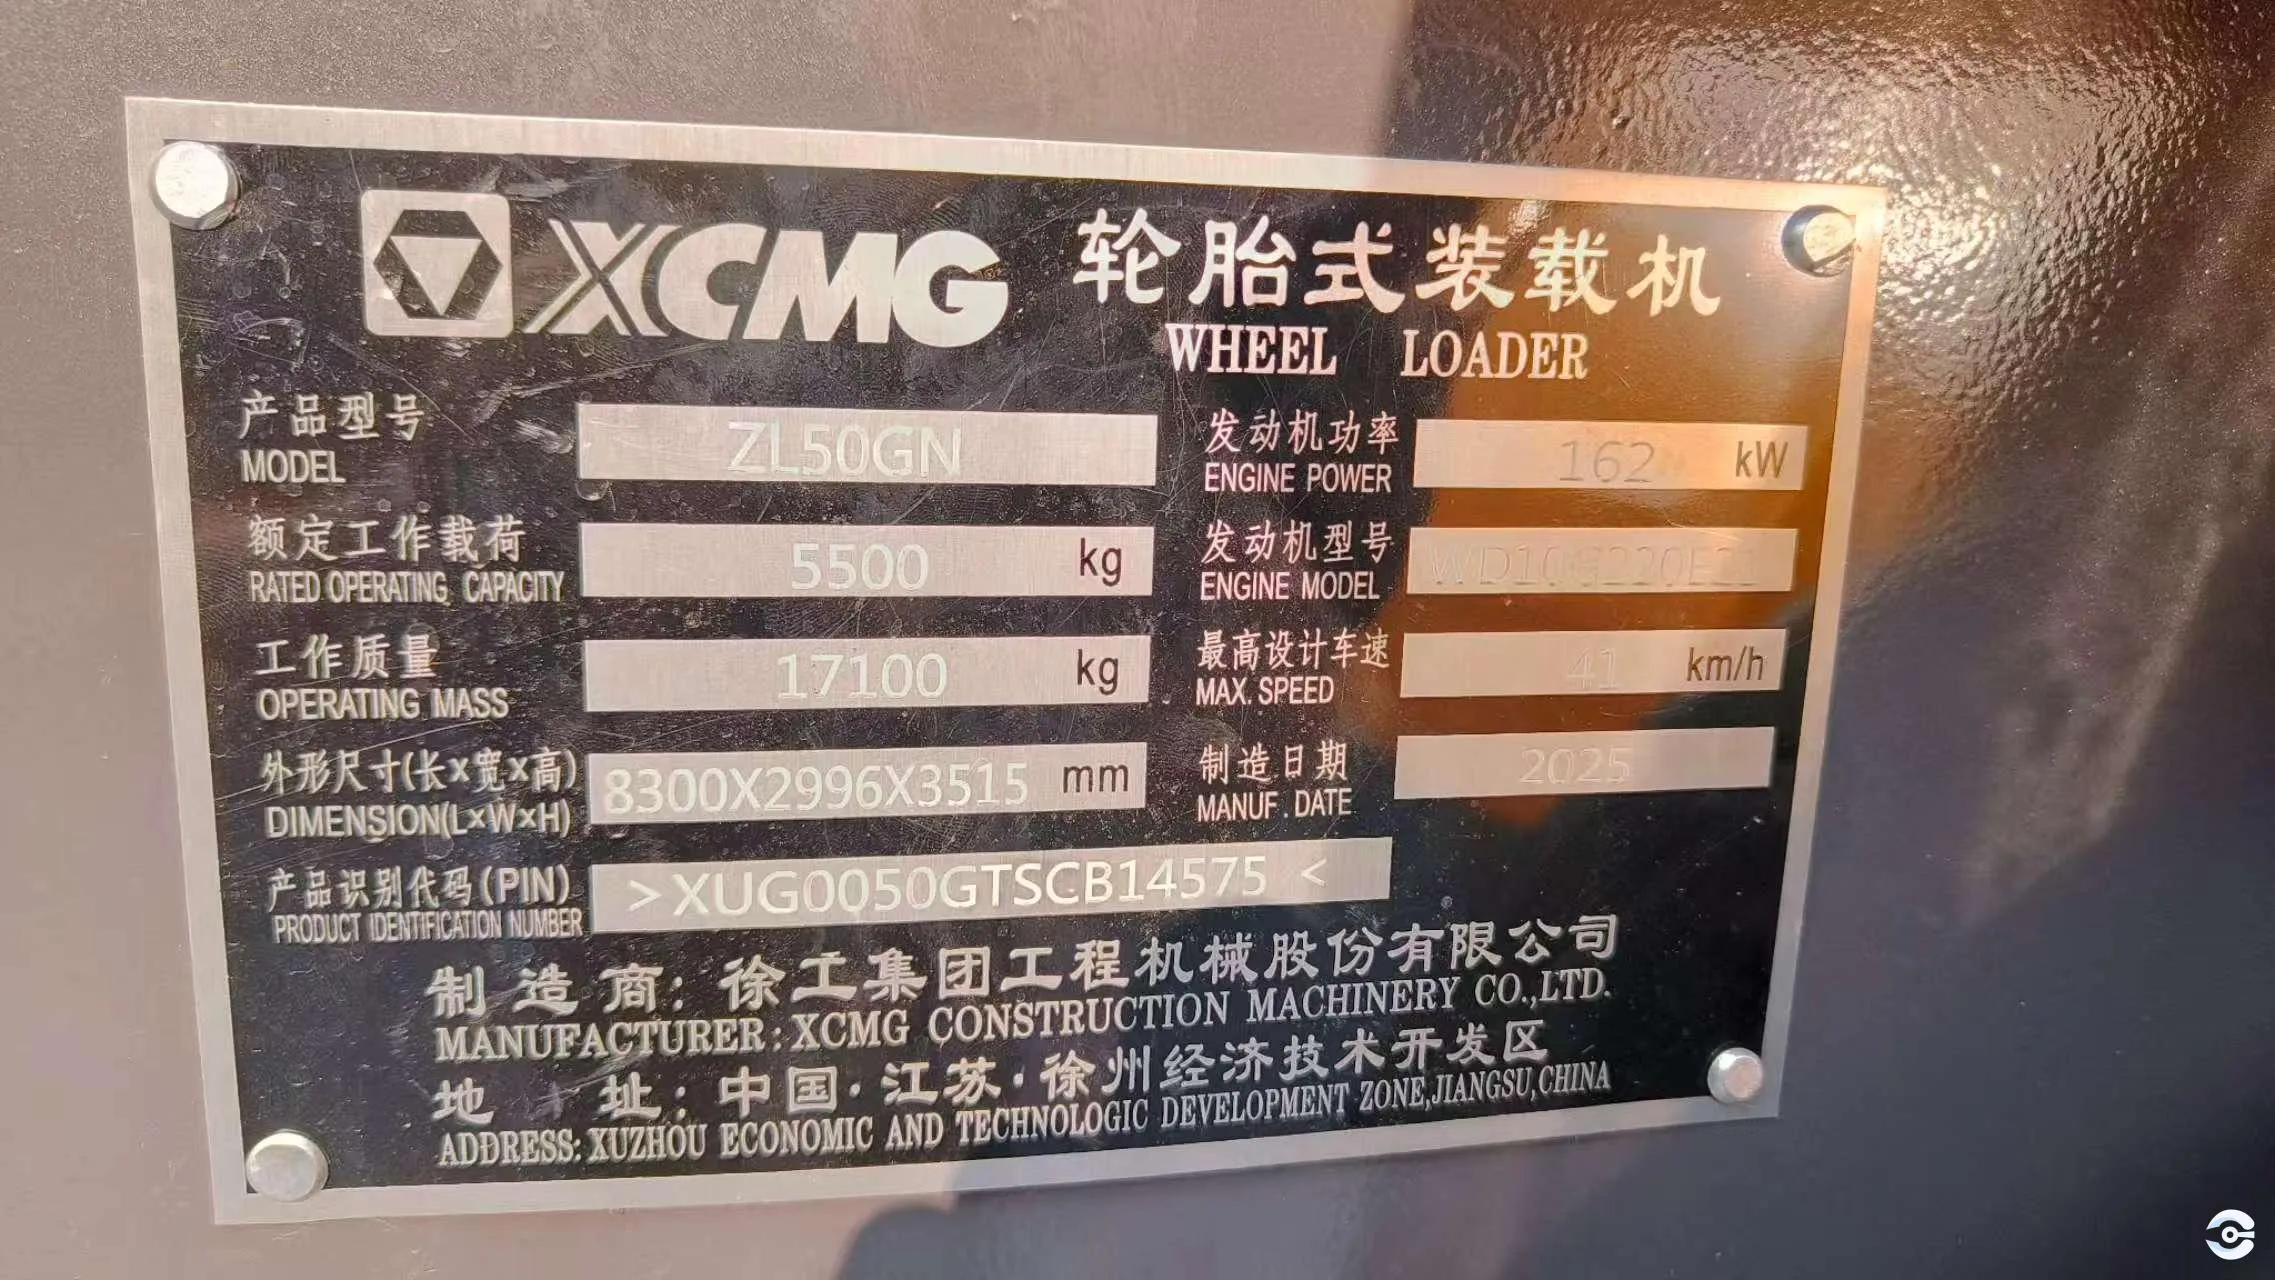 XCMG 轮胎式装载机
WHEEL LOADER
产品型号 ZL50GN
MODEL
发动机功率 162 kW
ENGINE POWER
额定工作载荷 5500 kg
RATED OPERATING CAPACITY
发动机型号 WD10G220E21
ENGINE MODEL
工作质量 17100 kg
OPERATING MASS
最高设计车速 41 km/h
MAX. SPEED
外形尺寸(长×宽×高) 8300X2996X3515 mm
DIMENSION(L×W×H)
制造日期 2025
MANUF. DATE
产品识别代码(PIN) >XUG0050GTSCB14575 <
PRODUCT IDENTIFICATION NUMBER
制造商: 徐工集团工程机械股份有限公司
MANUFACTURER: XCMG CONSTRUCTION MACHINERY CO.,LTD.
地址: 中国·江苏·徐州经济技术开发区
ADDRESS: XUZHOU ECONOMIC AND TECHNOLOGIC DEVELOPMENT ZONE,JIANGSU,CHINA